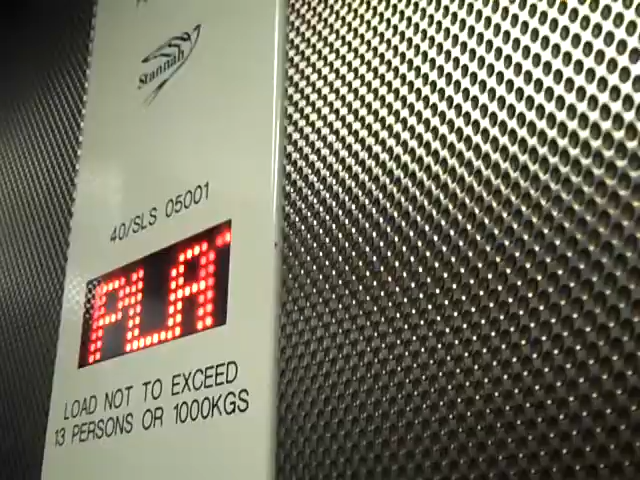 Stannah
40/SLS 05001
PLA
LOAD NOT TO EXCEED
13 PERSONS OR 1000KGS